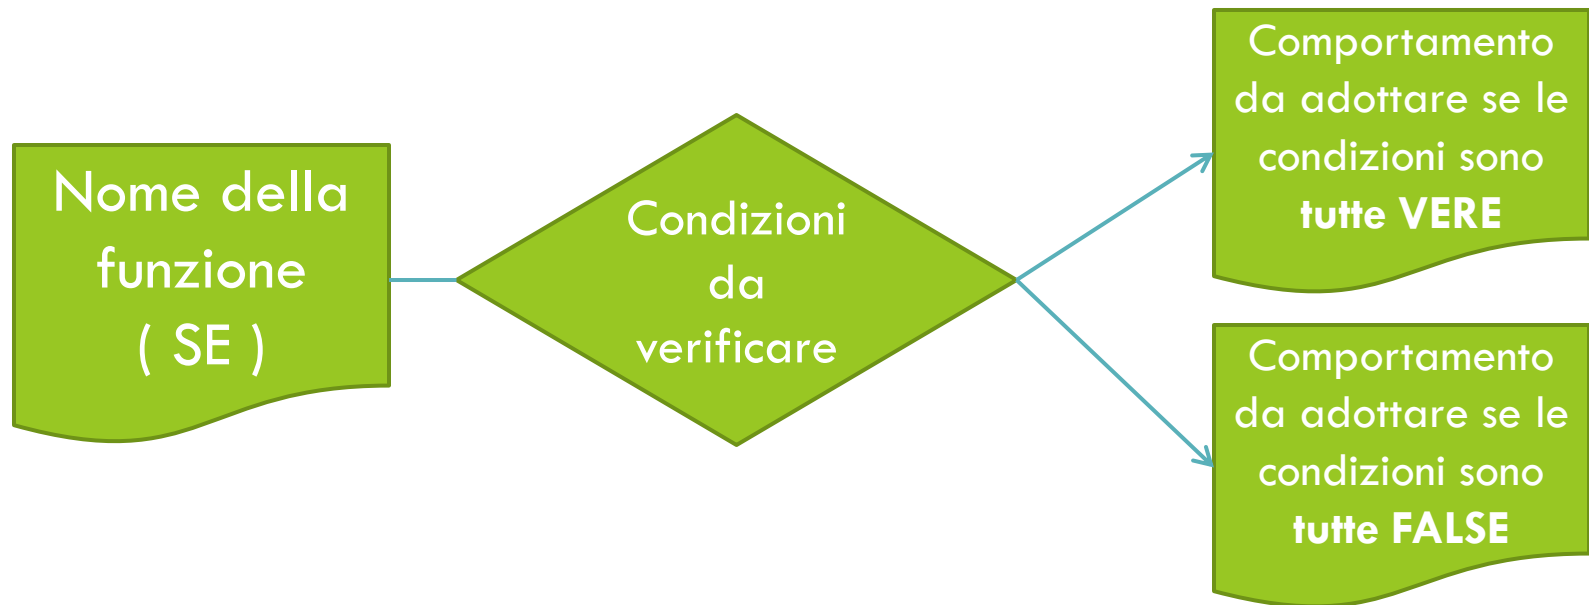 Nome della
funzione
( SE )
Condizioni
da
verificare
Comportamento
da adottare se le
condizioni sono
tutte VERE
Comportamento
da adottare se le
condizioni sono
tutte FALSE